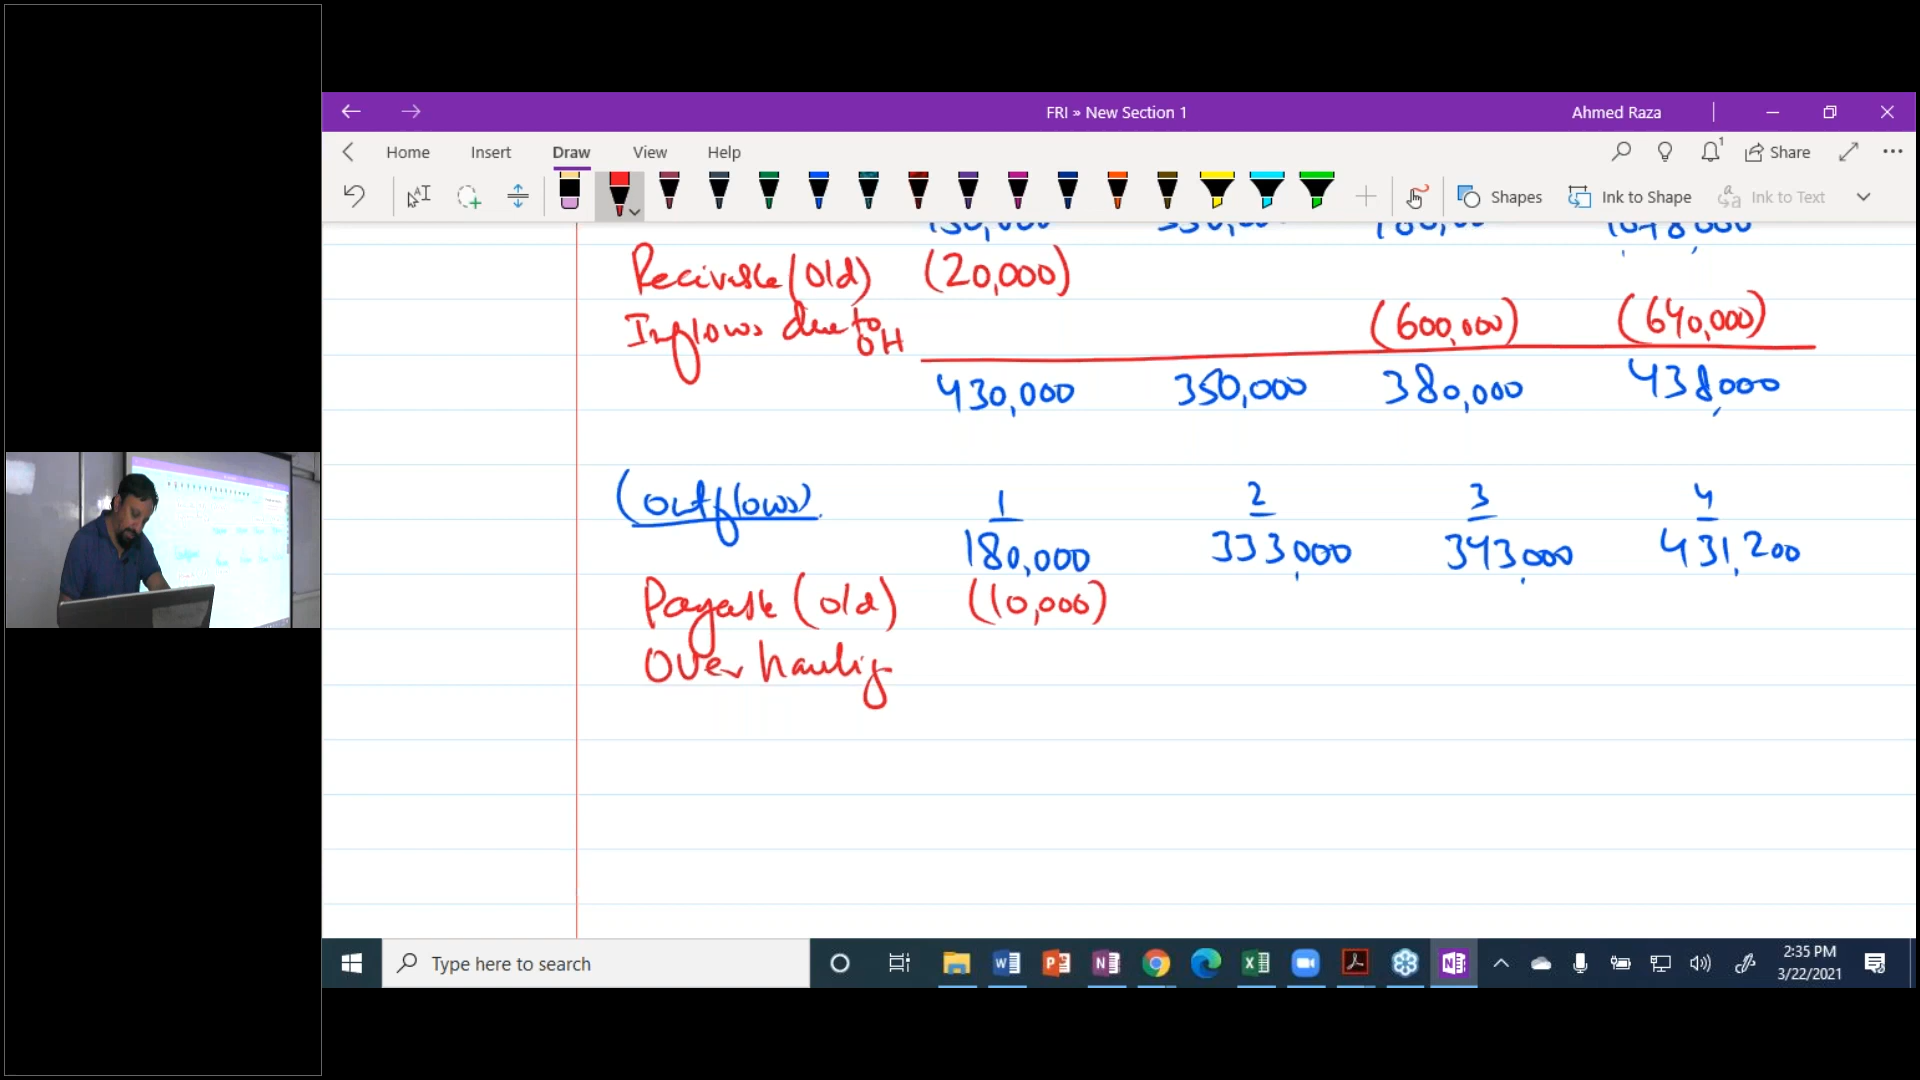 FRI » New Section 1
Ahmed Raza
Home Insert Draw View Help
1
Share
Shapes
Ink to Shape
Ink to Text
Recivable (old) (20,000)
Inflows due to OH (600,000) (640,000)
430,000 350,000 380,000 438,000
(outflows) 1 2 3 4
180,000 333,000 343,000 431,200
Payable (old) (10,000)
Over hauling
Type here to search
2:35 PM
3/22/2021